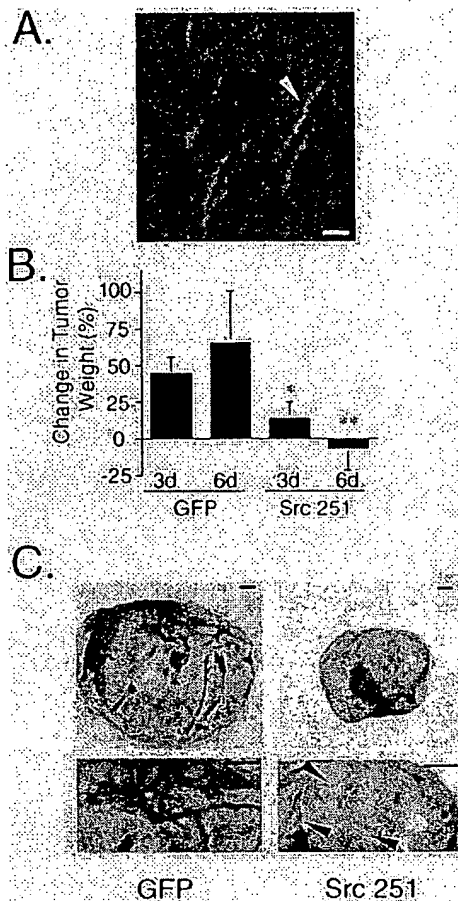 A.
B.
Change in Tumor
Weight (%)
100
75
50
25
0
-25
*
**
3d
6d
3d
6d
GFP
Src 251
C.
GFP
Src 251